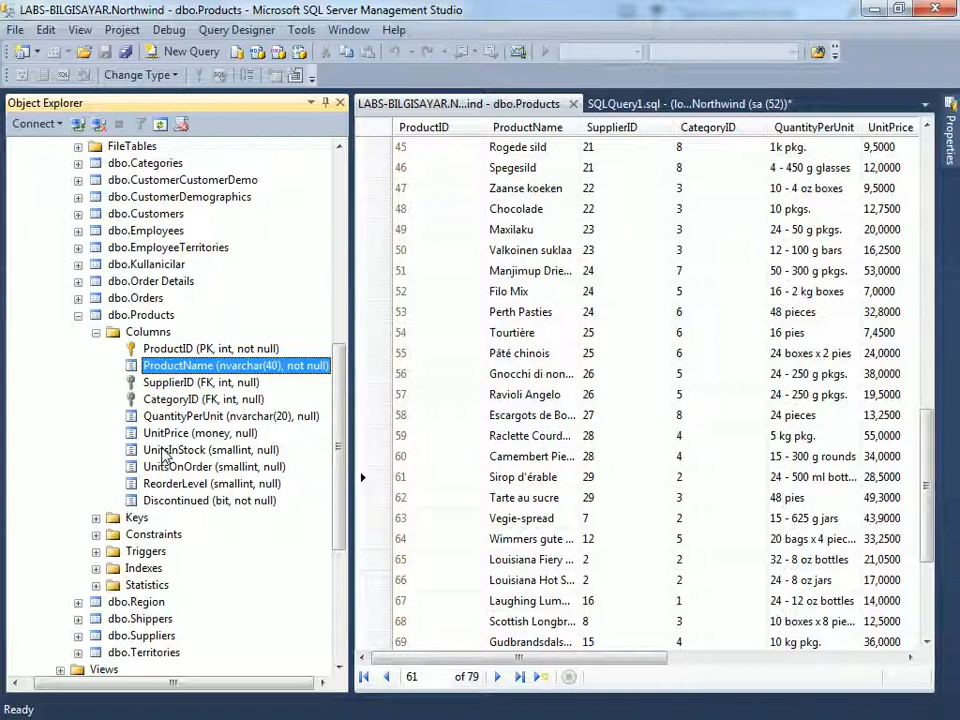 LABS-BILGISAYAR.Northwind - dbo.Products - Microsoft SQL Server Management Studio
File Edit View Project Debug Query Designer Tools Window Help
New Query
Change Type
Object Explorer
LABS-BILGISAYAR.N...ind - dbo.Products
SQLQuery1.sql - (lo...Northwind (sa (52))*
Properties
Connect
FileTables
dbo.Categories
dbo.CustomerCustomerDemo
dbo.CustomerDemographics
dbo.Customers
dbo.Employees
dbo.EmployeeTerritories
dbo.Kullanicilar
dbo.Order Details
dbo.Orders
dbo.Products
Columns
ProductID (PK, int, not null)
ProductName (nvarchar(40), not null)
SupplierID (FK, int, null)
CategoryID (FK, int, null)
QuantityPerUnit (nvarchar(20), null)
UnitPrice (money, null)
UnitsInStock (smallint, null)
UnitsOnOrder (smallint, null)
ReorderLevel (smallint, null)
Discontinued (bit, not null)
Keys
Constraints
Triggers
Indexes
Statistics
dbo.Region
dbo.Shippers
dbo.Suppliers
dbo.Territories
Views
ProductID ProductName SupplierID CategoryID QuantityPerUnit UnitPrice
45 Rogede sild 21 8 1k pkg. 9,5000
46 Spegesild 21 8 4 - 450 g glasses 12,0000
47 Zaanse koeken 22 3 10 - 4 oz boxes 9,5000
48 Chocolade 22 3 10 pkgs. 12,7500
49 Maxilaku 23 3 24 - 50 g pkgs. 20,0000
50 Valkoinen suklaa 23 3 12 - 100 g bars 16,2500
51 Manjimup Drie... 24 7 50 - 300 g pkgs. 53,0000
52 Filo Mix 24 5 16 - 2 kg boxes 7,0000
53 Perth Pasties 24 6 48 pieces 32,8000
54 Tourtière 25 6 16 pies 7,4500
55 Pâté chinois 25 6 24 boxes x 2 pies 24,0000
56 Gnocchi di non... 26 5 24 - 250 g pkgs. 38,0000
57 Ravioli Angelo 26 5 24 - 250 g pkgs. 19,5000
58 Escargots de Bo... 27 8 24 pieces 13,2500
59 Raclette Courd... 28 4 5 kg pkg. 55,0000
60 Camembert Pie... 28 4 15 - 300 g rounds 34,0000
61 Sirop d'érable 29 2 24 - 500 ml bott... 28,5000
62 Tarte au sucre 29 3 48 pies 49,3000
63 Vegie-spread 7 2 15 - 625 g jars 43,9000
64 Wimmers gute ... 12 5 20 bags x 4 piec... 33,2500
65 Louisiana Fiery ... 2 2 32 - 8 oz bottles 21,0500
66 Louisiana Hot S... 2 2 24 - 8 oz jars 17,0000
67 Laughing Lum... 16 1 24 - 12 oz bottles 14,0000
68 Scottish Longbr... 8 3 10 boxes x 8 pie... 12,5000
69 Gudbrandsdals... 15 4 10 kg pkg. 36,0000
61 of 79
Ready